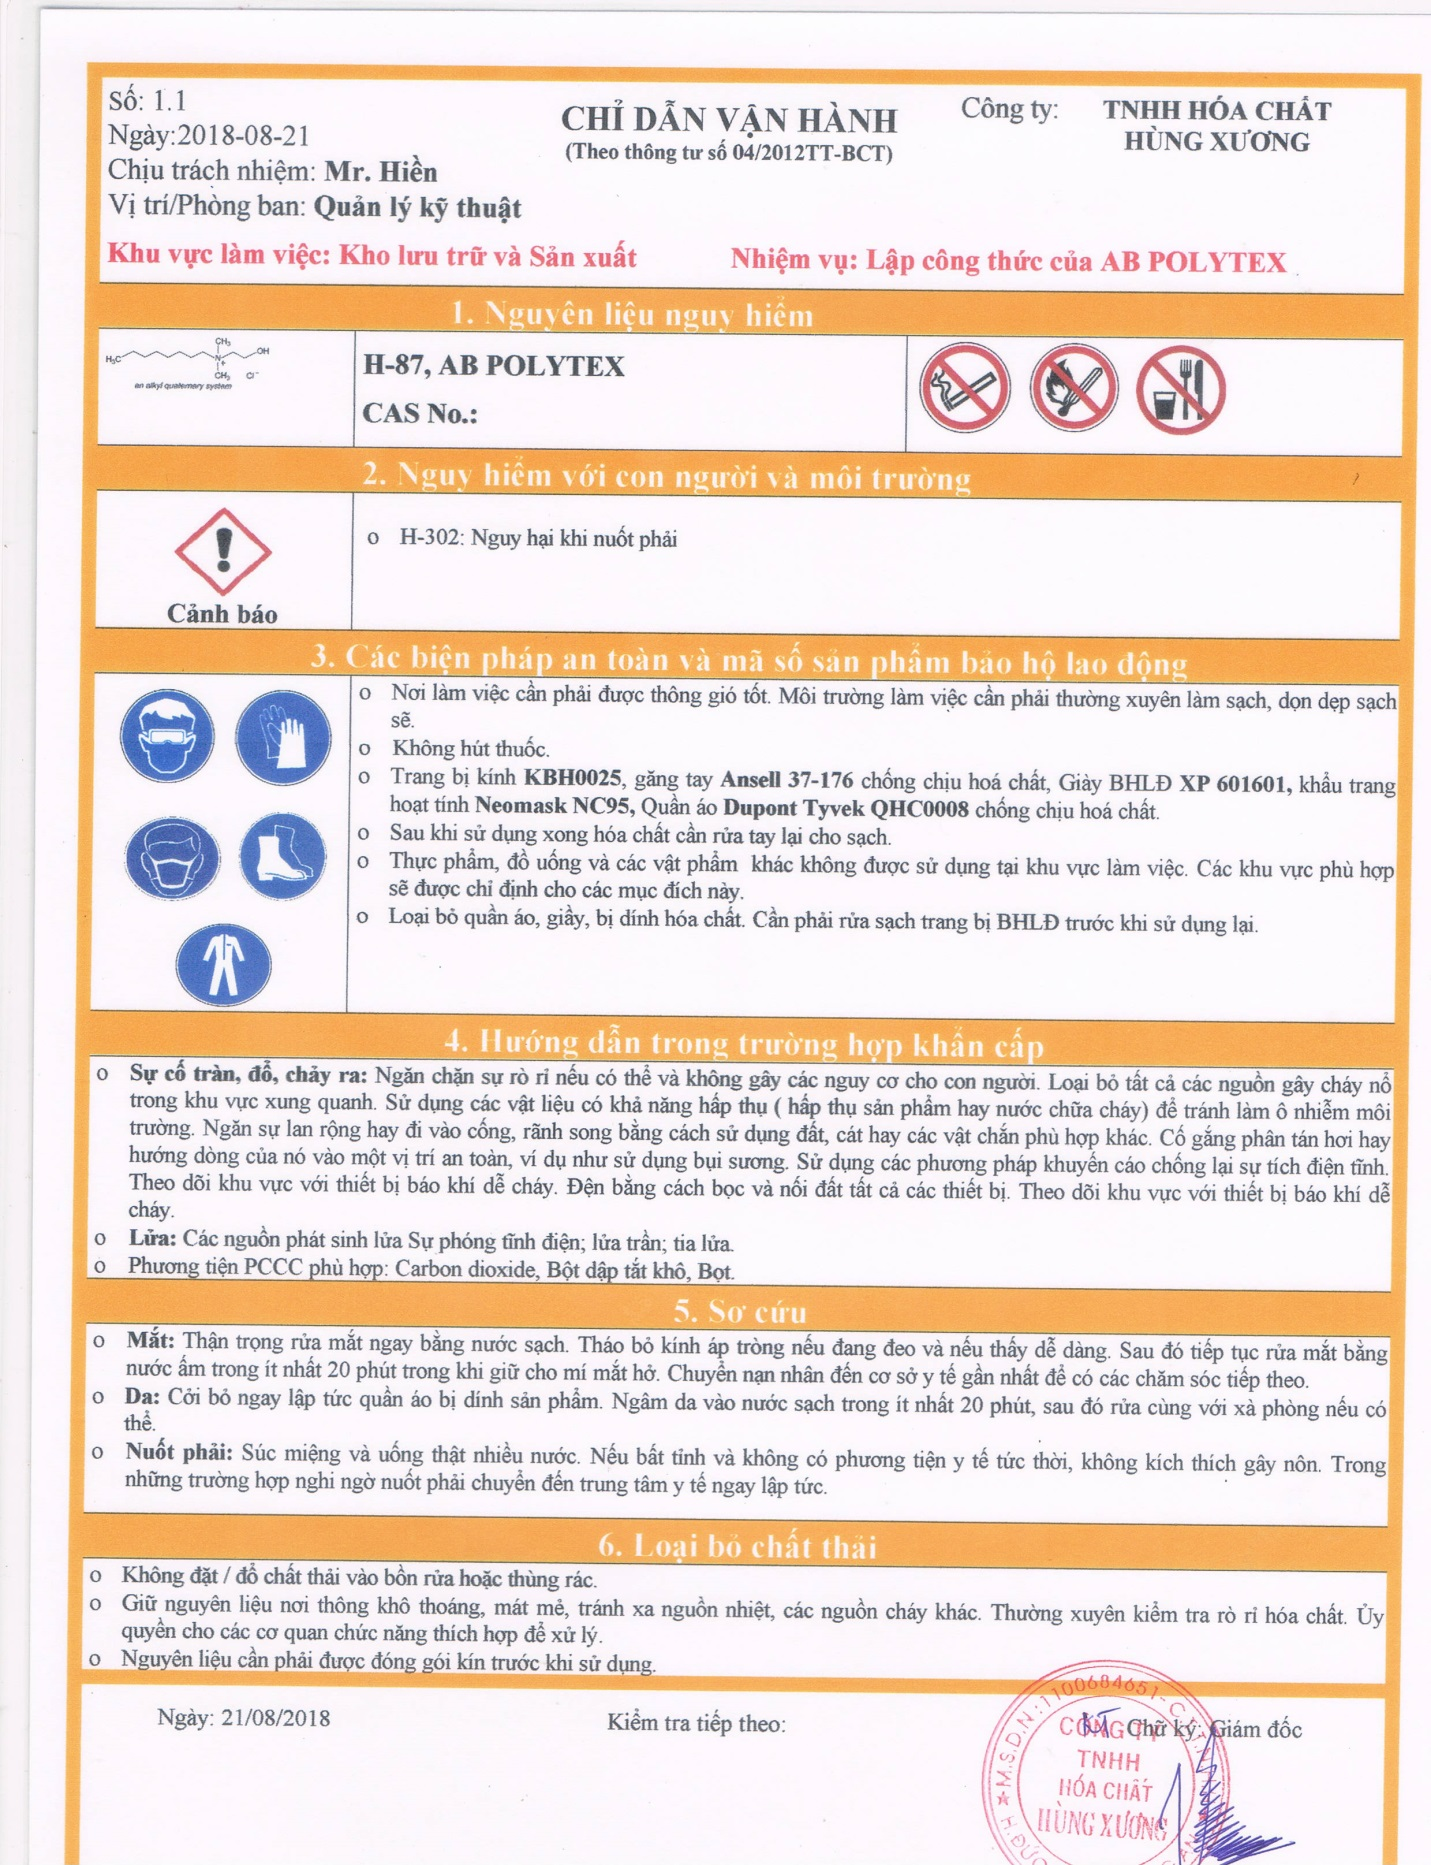 Số: 1.1
Ngày:2018-08-21
Chịu trách nhiệm: Mr. Hiền
Vị trí/Phòng ban: Quản lý kỹ thuật
CHỈ DẪN VẬN HÀNH
(Theo thông tư số 04/2012TT-BCT)
Công ty: TNHH HÓA CHẤT
HÙNG XƯƠNG
Khu vực làm việc: Kho lưu trữ và Sản xuất Nhiệm vụ: Lập công thức của AB POLYTEX
1. Nguyên liệu nguy hiểm
CH₃
H₃C N + OH
CH₃ Cl⁻
an alkyl quaternary system
H-87, AB POLYTEX
CAS No.:
2. Nguy hiểm với con người và môi trường
Cảnh báo
o H-302: Nguy hại khi nuốt phải
3. Các biện pháp an toàn và mã số sản phẩm bảo hộ lao động
o Nơi làm việc cần phải được thông gió tốt. Môi trường làm việc cần phải thường xuyên làm sạch, dọn dẹp sạch
sẽ.
o Không hút thuốc.
o Trang bị kính KBH0025, găng tay Ansell 37-176 chống chịu hoá chất, Giày BHLĐ XP 601601, khẩu trang
hoạt tính Neomask NC95, Quần áo Dupont Tyvek QHC0008 chống chịu hoá chất.
o Sau khi sử dụng xong hóa chất cần rửa tay lại cho sạch.
o Thực phẩm, đồ uống và các vật phẩm khác không được sử dụng tại khu vực làm việc. Các khu vực phù hợp
sẽ được chỉ định cho các mục đích này.
o Loại bỏ quần áo, giầy, bị dính hóa chất. Cần phải rửa sạch trang bị BHLĐ trước khi sử dụng lại.
4. Hướng dẫn trong trường hợp khẩn cấp
o Sự cố tràn, đổ, chảy ra: Ngăn chặn sự rò rỉ nếu có thể và không gây các nguy cơ cho con người. Loại bỏ tất cả các nguồn gây cháy nổ
trong khu vực xung quanh. Sử dụng các vật liệu có khả năng hấp thụ ( hấp thụ sản phẩm hay nước chữa cháy) để tránh làm ô nhiễm môi
trường. Ngăn sự lan rộng hay đi vào cống, rãnh song bằng cách sử dụng đất, cát hay các vật chắn phù hợp khác. Cố gắng phân tán hơi hay
hướng dòng của nó vào một vị trí an toàn, ví dụ như sử dụng bụi sương. Sử dụng các phương pháp khuyến cáo chống lại sự tích điện tĩnh.
Theo dõi khu vực với thiết bị báo khí dễ cháy. Đện bằng cách bọc và nối đất tất cả các thiết bị. Theo dõi khu vực với thiết bị báo khí dễ
cháy.
o Lửa: Các nguồn phát sinh lửa Sự phóng tĩnh điện; lửa trần; tia lửa.
o Phương tiện PCCC phù hợp: Carbon dioxide, Bột dập tắt khô, Bọt.
5. Sơ cứu
o Mắt: Thận trọng rửa mắt ngay bằng nước sạch. Tháo bỏ kính áp tròng nếu đang đeo và nếu thấy dễ dàng. Sau đó tiếp tục rửa mắt bằng
nước ấm trong ít nhất 20 phút trong khi giữ cho mí mắt hở. Chuyển nạn nhân đến cơ sở y tế gần nhất để có các chăm sóc tiếp theo.
o Da: Cởi bỏ ngay lập tức quần áo bị dính sản phẩm. Ngâm da vào nước sạch trong ít nhất 20 phút, sau đó rửa cùng với xà phòng nếu có
thể.
o Nuốt phải: Súc miệng và uống thật nhiều nước. Nếu bất tỉnh và không có phương tiện y tế tức thời, không kích thích gây nôn. Trong
những trường hợp nghi ngờ nuốt phải chuyển đến trung tâm y tế ngay lập tức.
6. Loại bỏ chất thải
o Không đặt / đổ chất thải vào bồn rửa hoặc thùng rác.
o Giữ nguyên liệu nơi thông khô thoáng, mát mẻ, tránh xa nguồn nhiệt, các nguồn cháy khác. Thường xuyên kiểm tra rò rỉ hóa chất. Ủy
quyền cho các cơ quan chức năng thích hợp để xử lý.
o Nguyên liệu cần phải được đóng gói kín trước khi sử dụng.
Ngày: 21/08/2018 Kiểm tra tiếp theo: KT Chữ ký: Giám đốc
M.S.D.N:1100684651-C.T.T.N
CÔNG TY
TNHH
HÓA CHẤT
HÙNG XƯƠNG